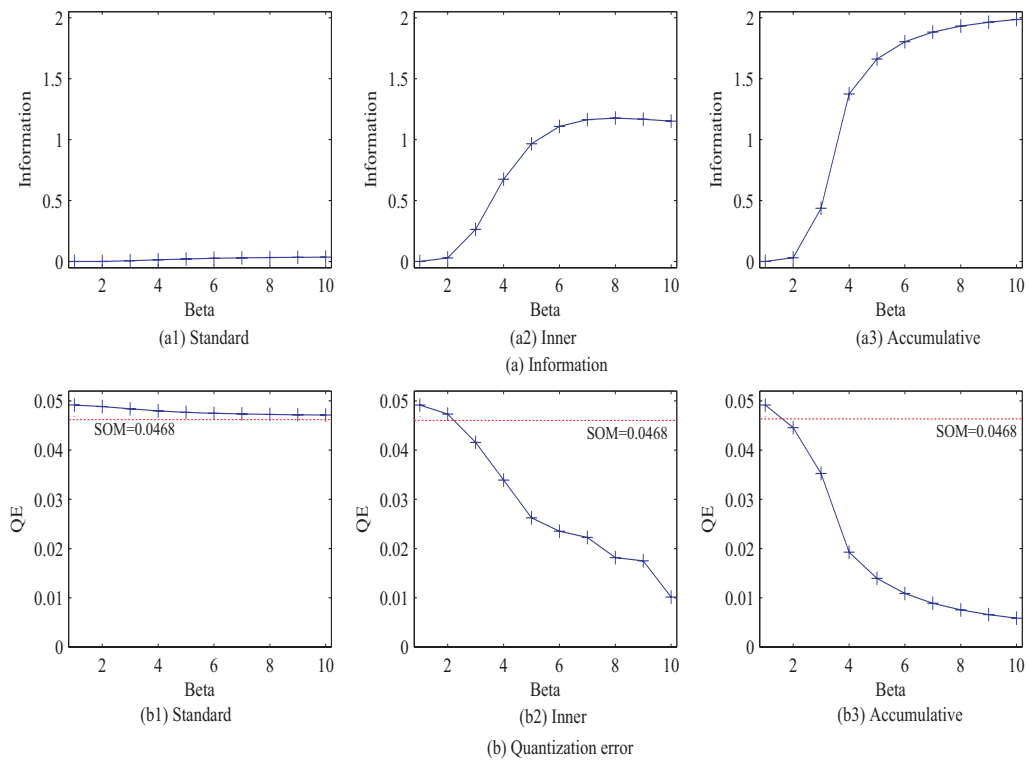 2
1.5
1
0.5
0
Information
2 4 6 8 10
Beta
(a1) Standard
2
1.5
1
0.5
0
Information
2 4 6 8 10
Beta
(a2) Inner
2
1.5
1
0.5
0
Information
2 4 6 8 10
Beta
(a3) Accumulative
(a) Information
0.05
0.04
0.03
0.02
0.01
0
QE
SOM=0.0468
2 4 6 8 10
Beta
(b1) Standard
0.05
0.04
0.03
0.02
0.01
0
QE
SOM=0.0468
2 4 6 8 10
Beta
(b2) Inner
0.05
0.04
0.03
0.02
0.01
0
QE
SOM=0.0468
2 4 6 8 10
Beta
(b3) Accumulative
(b) Quantization error